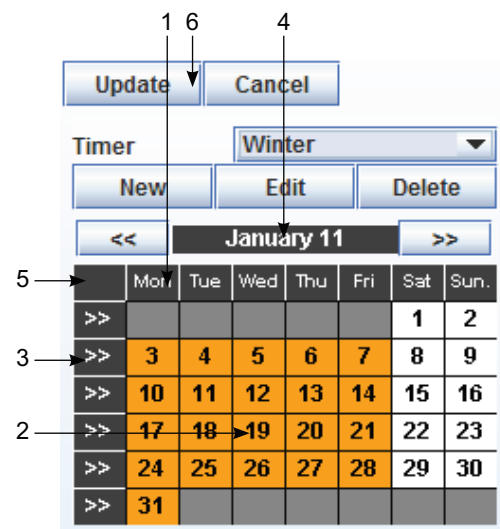 1 6 4
Update Cancel
Timer Winter
New Edit Delete
<< January 11 >>
5 Mon Tue Wed Thu Fri Sat Sun.
>> 1 2
3 >> 3 4 5 6 7 8 9
>> 10 11 12 13 14 15 16
2 >> 17 18 19 20 21 22 23
>> 24 25 26 27 28 29 30
>> 31